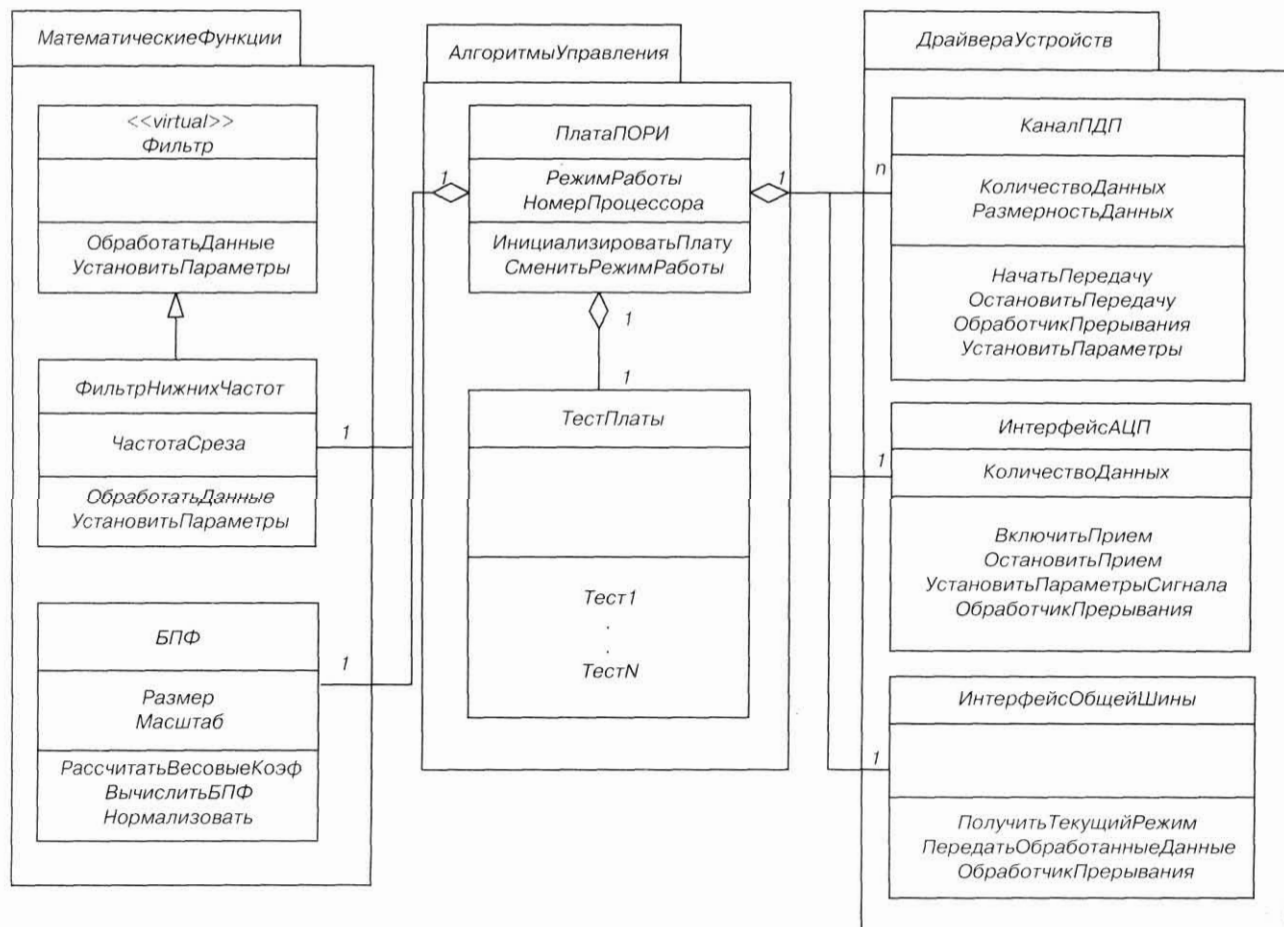 МатематическиеФункции
<<virtual>>
Фильтр
ОбработатьДанные
УстановитьПараметры
ФильтрНижнихЧастот
ЧастотаСреза
1
ОбработатьДанные
УстановитьПараметры
БПФ
1
Размер
Масштаб
РассчитатьВесовыеКоэф
ВычислитьБПФ
Нормализовать
АлгоритмыУправления
ПлатаПОРИ
1
РежимРаботы
НомерПроцессора
1
ИнициализироватьПлату
СменитьРежимРаботы
1
1
ТестПлаты
Тест1
.
.
ТестN
ДрайвераУстройств
КаналПДП
n
КоличествоДанных
РазмерностьДанных
НачатьПередачу
ОстановитьПередачу
ОбработчикПрерывания
УстановитьПараметры
ИнтерфейсАЦП
1
КоличествоДанных
ВключитьПрием
ОстановитьПрием
УстановитьПараметрыСигнала
ОбработчикПрерывания
ИнтерфейсОбщейШины
1
ПолучитьТекущийРежим
ПередатьОбработанныеДанные
ОбработчикПрерывания